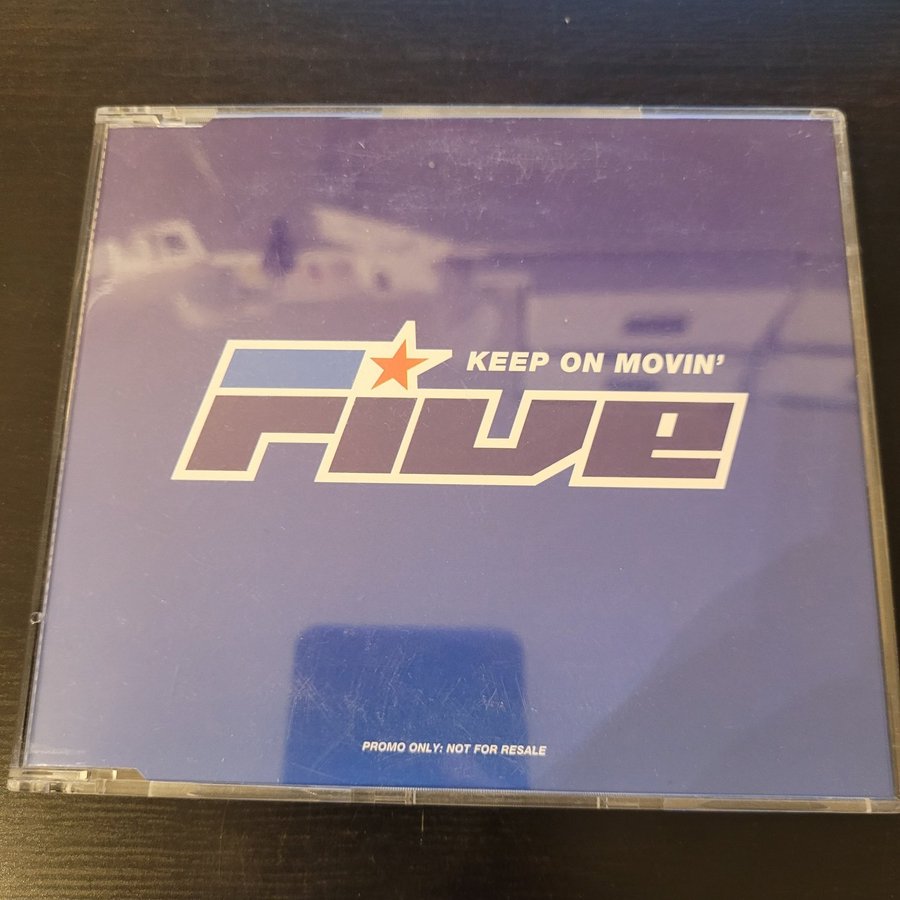 KEEP ON MOVIN'
Five
PROMO ONLY: NOT FOR RESALE